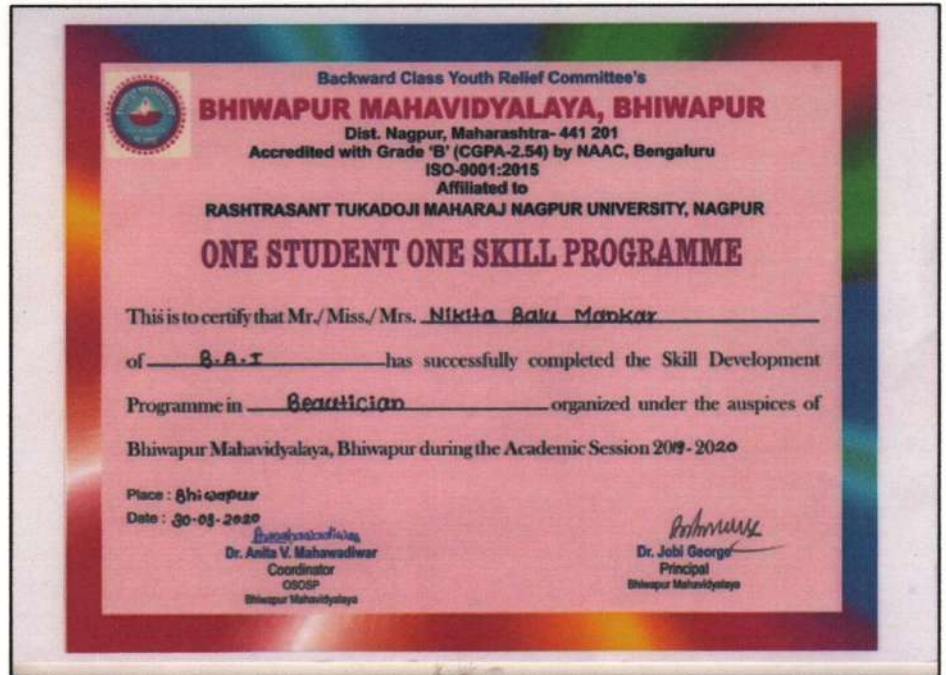 Backward Class Youth Relief Committee's
BHIWAPUR MAHAVIDYALAYA, BHIWAPUR
Dist. Nagpur, Maharashtra- 441 201
Accredited with Grade 'B' (CGPA-2.54) by NAAC, Bengaluru
ISO-9001:2015
Affiliated to
RASHTRASANT TUKADOJI MAHARAJ NAGPUR UNIVERSITY, NAGPUR
ONE STUDENT ONE SKILL PROGRAMME
This is to certify that Mr./Miss./Mrs. Nikita Balu Mankar
of B.A.I has successfully completed the Skill Development
Programme in Beautician organized under the auspices of
Bhiwapur Mahavidyalaya, Bhiwapur during the Academic Session 2019-2020
Place : Bhiwapur
Date : 30-03-2020
Dr. Anita V. Mahawadiwar
Coordinator
OSOSP
Bhiwapur Mahavidyalaya
Dr. Jobi George
Principal
Bhiwapur Mahavidyalaya